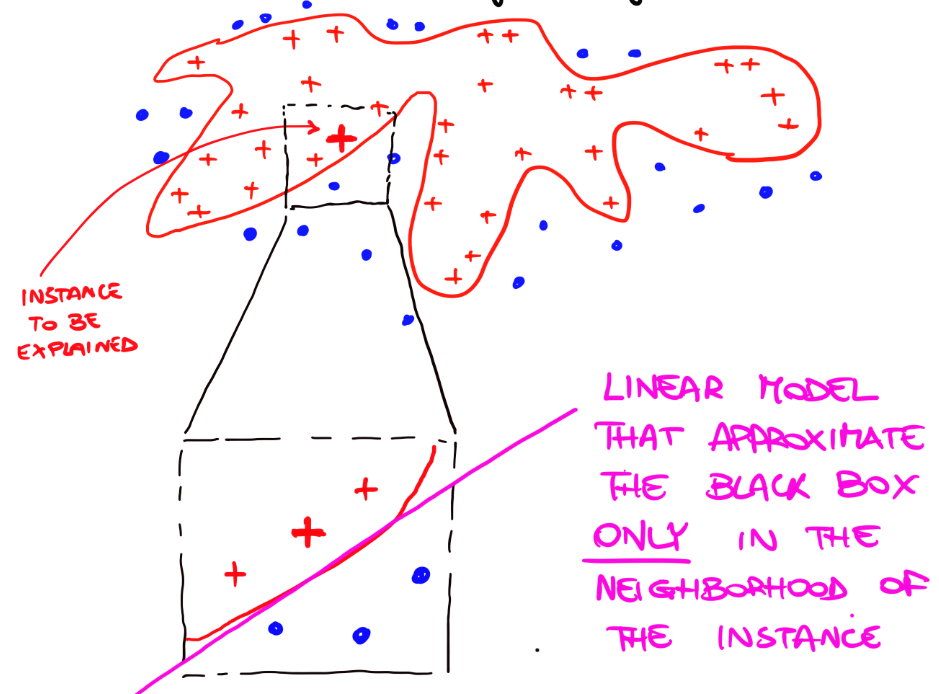 INSTANCE
TO BE
EXPLAINED
LINEAR MODEL
THAT APPROXIMATE
THE BLACK BOX
ONLY IN THE
NEIGHBORHOOD OF
THE INSTANCE